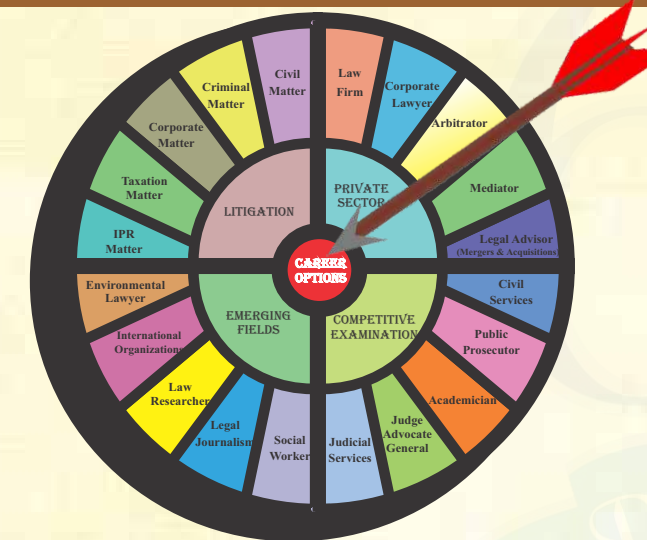 Civil
Matter
Criminal
Matter
Corporate
Matter
Taxation
Matter
IPR
Matter
LITIGATION
Law
Firm
Corporate
Lawyer
Arbitrator
Mediator
Legal Advisor
(Mergers & Acquisitions)
PRIVATE
SECTOR
CAREER
OPTIONS
Environmental
Lawyer
International
Organizations
Law
Researcher
Legal
Journalism
Social
Worker
EMERGING
FIELDS
Civil
Services
Public
Prosecutor
Academician
Judge
Advocate
General
Judicial
Services
COMPETITIVE
EXAMINATION